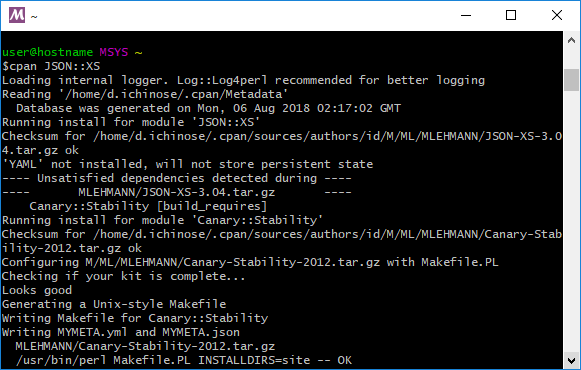 ~
user@hostname MSYS ~
$cpan JSON::XS
Loading internal logger. Log::Log4perl recommended for better logging
Reading '/home/d.ichinose/.cpan/Metadata'
  Database was generated on Mon, 06 Aug 2018 02:17:02 GMT
Running install for module 'JSON::XS'
Checksum for /home/d.ichinose/.cpan/sources/authors/id/M/ML/MLEHMANN/JSON-XS-3.0
4.tar.gz ok
'YAML' not installed, will not store persistent state
---- Unsatisfied dependencies detected during ----
----       MLEHMANN/JSON-XS-3.04.tar.gz       ----
    Canary::Stability [build_requires]
Running install for module 'Canary::Stability'
Checksum for /home/d.ichinose/.cpan/sources/authors/id/M/ML/MLEHMANN/Canary-Stab
ility-2012.tar.gz ok
Configuring M/ML/MLEHMANN/Canary-Stability-2012.tar.gz with Makefile.PL
Checking if your kit is complete...
Looks good
Generating a Unix-style Makefile
Writing Makefile for Canary::Stability
Writing MYMETA.yml and MYMETA.json
  MLEHMANN/Canary-Stability-2012.tar.gz
  /usr/bin/perl Makefile.PL INSTALLDIRS=site -- OK